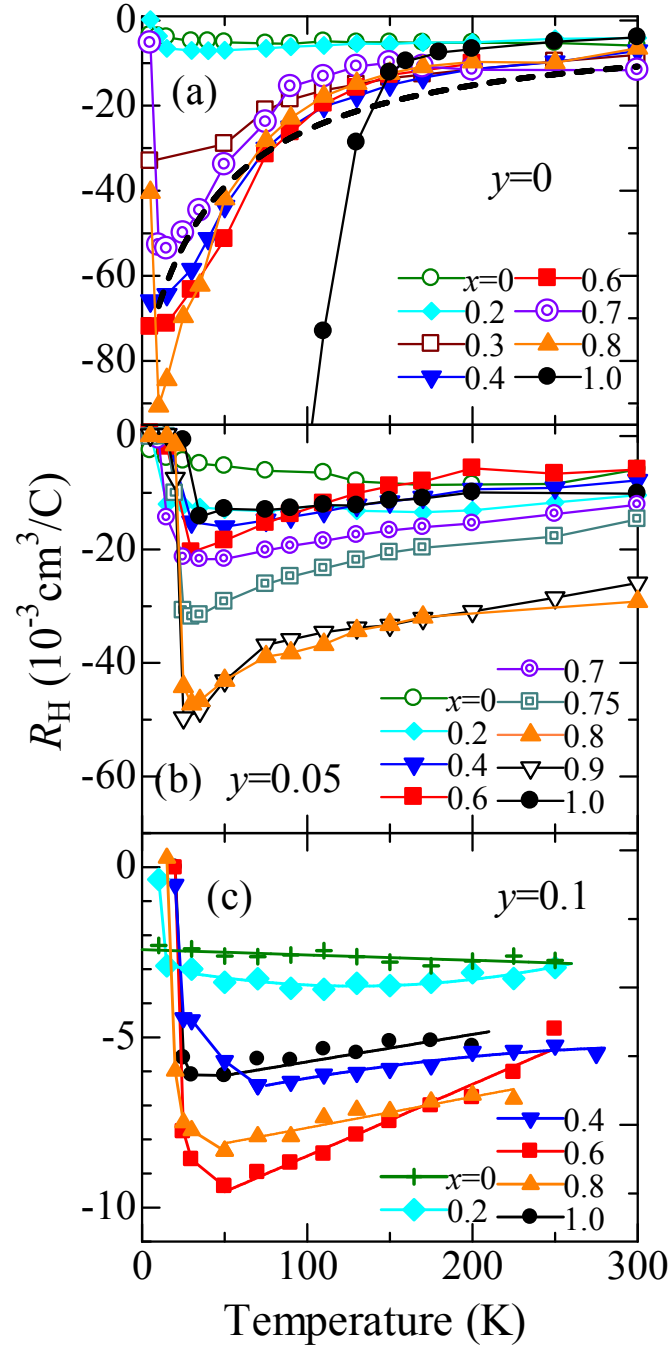 0
-20
-40
-60
-80
(a)
y=0
x=0 0.6
0.2 0.7
0.3 0.8
0.4 1.0
R_H (10^-3 cm^3/C)
0
-20
-40
-60
(b) y=0.05
0.7
x=0 0.75
0.2 0.8
0.4 0.9
0.6 1.0
0
-5
-10
(c)
y=0.1
0.4
0.6
x=0 0.8
0.2 1.0
0 100 200 300
Temperature (K)